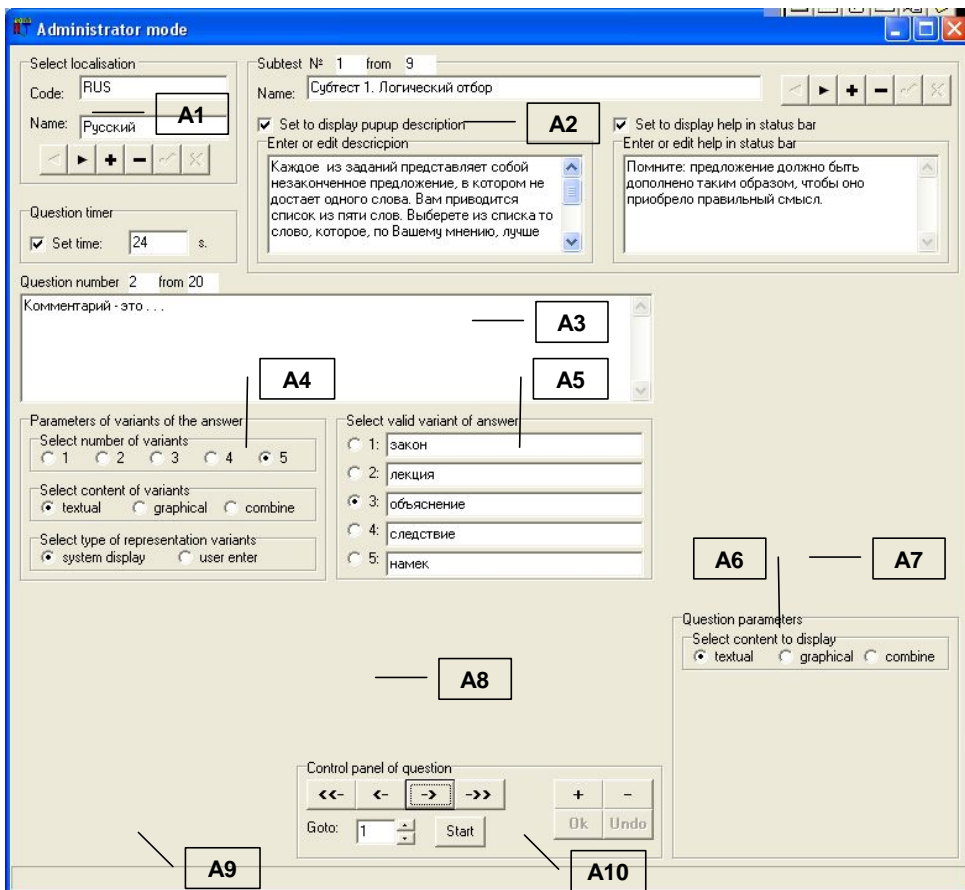 Administrator mode
Select localisation
Code: RUS
Name: Русский
A1
Question timer
Set time: 24 s.
Subtest № 1 from 9
Name: Субтест 1. Логический отбор
Set to display pupup description
A2
Set to display help in status bar
Enter or edit descricpion
Каждое из заданий представляет собой
незаконченное предложение, в котором не
достает одного слова. Вам приводится
список из пяти слов. Выберете из списка то
слово, которое, по Вашему мнению, лучше
Enter or edit help in status bar
Помните: предложение должно быть
дополнено таким образом, чтобы оно
приобрело правильный смысл.
Question number 2 from 20
Комментарий - это . . .
A3
A4
A5
Parameters of variants of the answer
Select number of variants
1 2 3 4 5
Select content of variants
textual graphical combine
Select type of representation variants
system display user enter
Select valid variant of answer
1: закон
2: лекция
3: объяснение
4: следствие
5: намек
A6
A7
Question parameters
Select content to display
textual graphical combine
A8
Control panel of question
<<- <- -> ->> + -
Goto: 1 Start Ok Undo
A9
A10